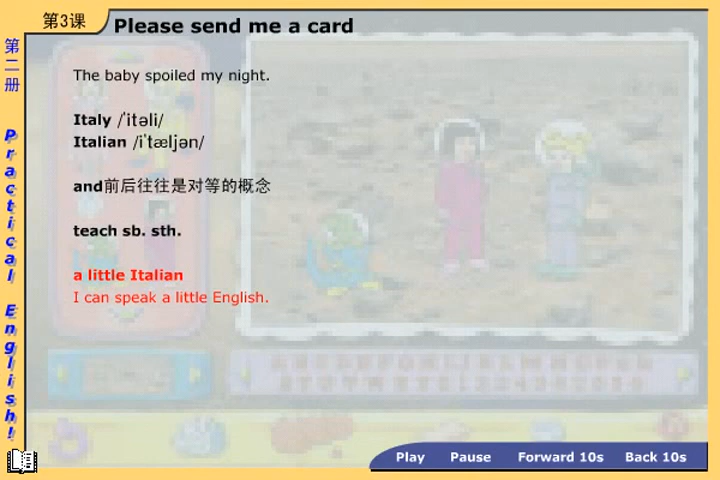 第3课
Please send me a card
第二册
Practical English!
The baby spoiled my night.
Italy /ˈitəli/
Italian /iˈtæljən/
and前后往往是对等的概念
teach sb. sth.
a little Italian
I can speak a little English.
Play Pause Forward 10s Back 10s